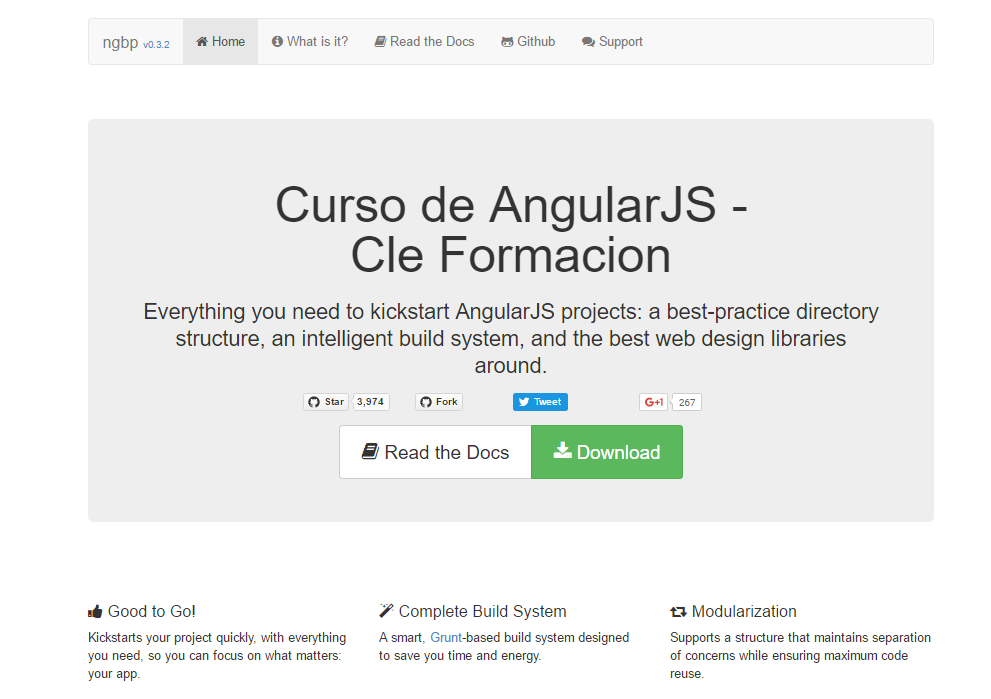 ngbp v0.3.2 Home What is it? Read the Docs Github Support
Curso de AngularJS -
Cle Formacion
Everything you need to kickstart AngularJS projects: a best-practice directory
structure, an intelligent build system, and the best web design libraries
around.
Star 3,974 Fork Tweet G+1 267
Read the Docs Download
Good to Go!
Kickstarts your project quickly, with everything
you need, so you can focus on what matters:
your app.
Complete Build System
A smart, Grunt-based build system designed
to save you time and energy.
Modularization
Supports a structure that maintains separation
of concerns while ensuring maximum code
reuse.